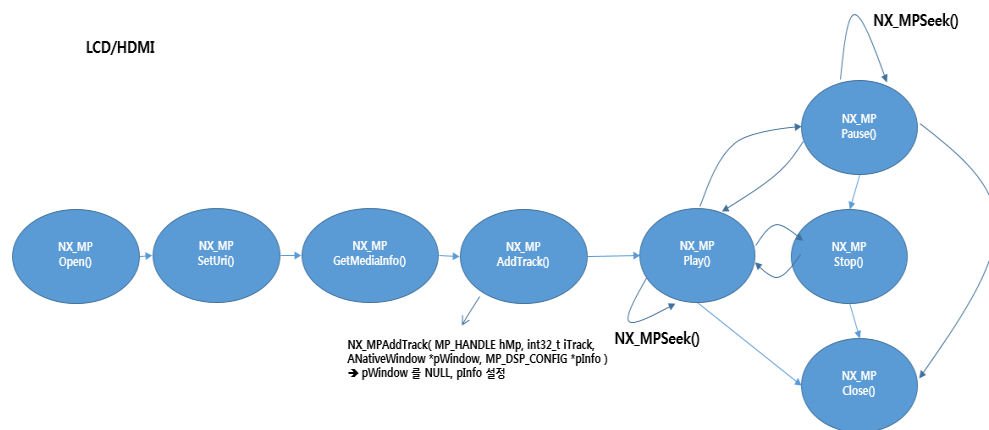 LCD/HDMI
NX_MPSeek()
NX_MP
Pause()
NX_MP
Open()
NX_MP
SetUri()
NX_MP
GetMediaInfo()
NX_MP
AddTrack()
NX_MP
Play()
NX_MP
Stop()
NX_MPSeek()
NX_MPAddTrack( MP_HANDLE hMp, int32_t iTrack,
ANativeWindow *pWindow, MP_DSP_CONFIG *pInfo )
➔ pWindow 를 NULL, pInfo 설정
NX_MP
Close()